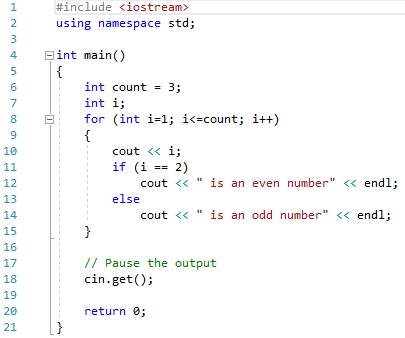 1 #include <iostream>
2 using namespace std;
3
4 int main()
5 {
6     int count = 3;
7     int i;
8     for (int i=1; i<=count; i++)
9     {
10         cout << i;
11         if (i == 2)
12             cout << " is an even number" << endl;
13         else
14             cout << " is an odd number" << endl;
15     }
16
17     // Pause the output
18     cin.get();
19
20     return 0;
21 }